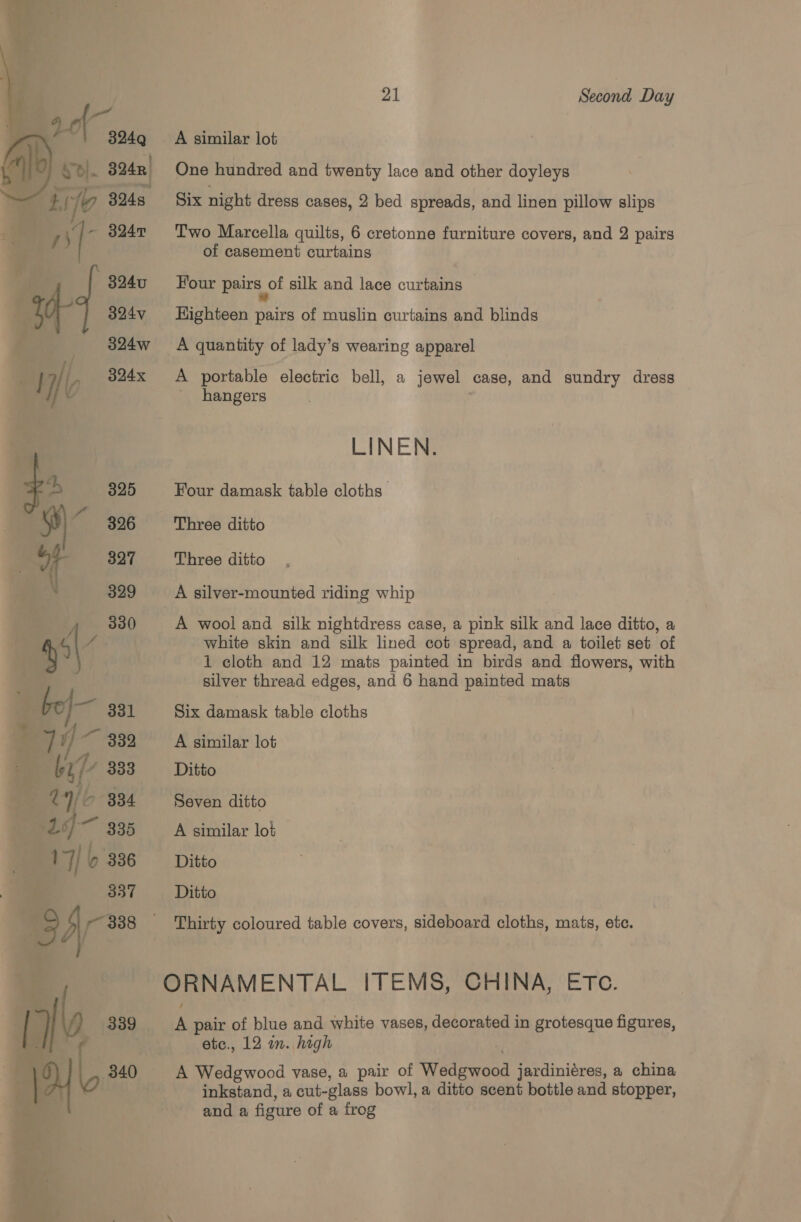 21 Second Day
324Q A similar lot
324R One hundred and twenty lace and other doyleys
324S Six night dress cases, 2 bed spreads, and linen pillow slips
324T Two Marcella quilts, 6 cretonne furniture covers, and 2 pairs
of casement curtains
324U Four pairs of silk and lace curtains
324V Eighteen pairs of muslin curtains and blinds
324W A quantity of lady's wearing apparel
17/6 324X A portable electric bell, a jewel case, and sundry dress
hangers
LINEN.
325 Four damask table cloths
326 Three ditto
327 Three ditto
329 A silver-mounted riding whip
330 A wool and silk nightdress case, a pink silk and lace ditto, a
white skin and silk lined cot spread, and a toilet set of
1 cloth and 12 mats painted in birds and flowers, with
silver thread edges, and 6 hand painted mats
331 Six damask table cloths
332 A similar lot
333 Ditto
334 Seven ditto
335 A similar lot
17/6 336 Ditto
337 Ditto
338 Thirty coloured table covers, sideboard cloths, mats, etc.
ORNAMENTAL ITEMS, CHINA, ETC.
339 A pair of blue and white vases, decorated in grotesque figures,
etc., 12 in. high
340 A Wedgwood vase, a pair of Wedgwood jardiniéres, a china
inkstand, a cut-glass bowl, a ditto scent bottle and stopper,
and a figure of a frog